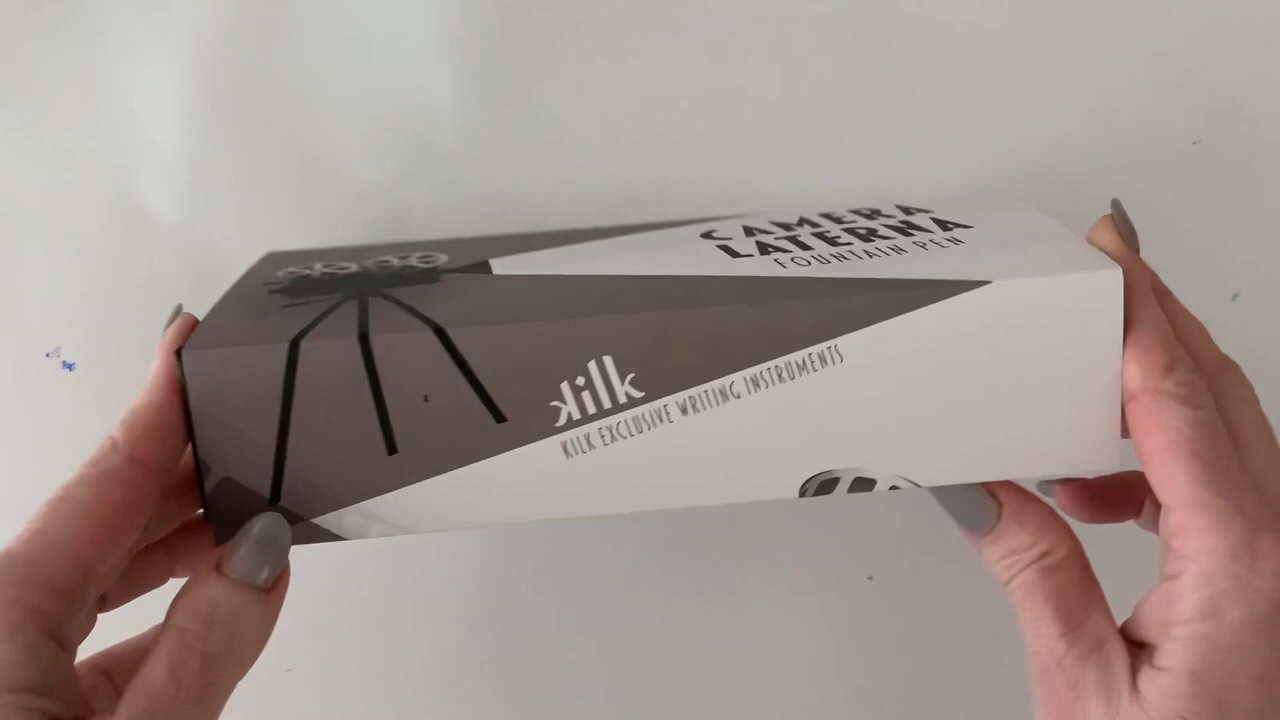 CAMERA
LATERNA
FOUNTAIN PEN
kilk
KILK EXCLUSIVE WRITING INSTRUMENTS